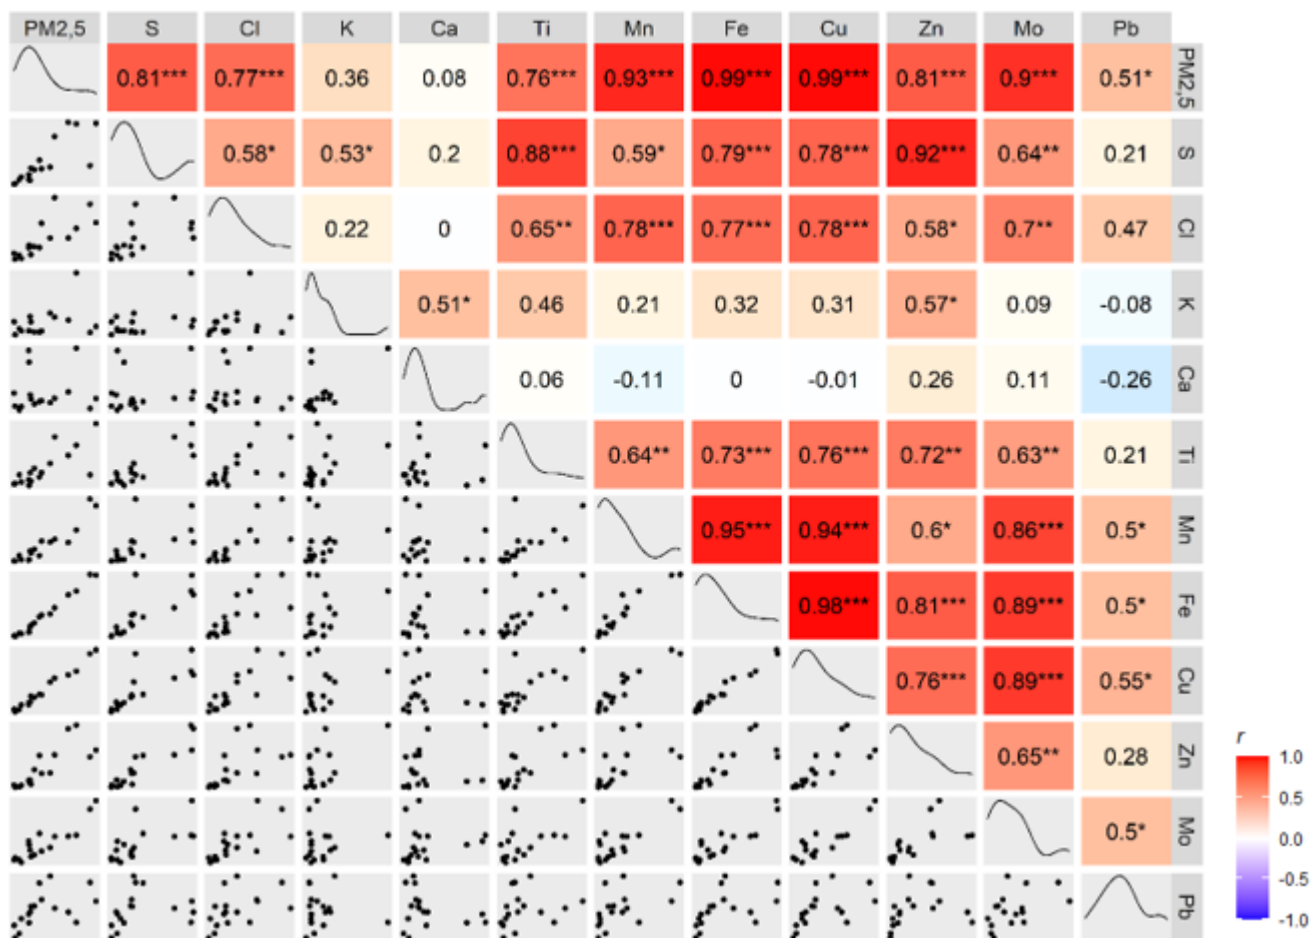 PM2,5 S Cl K Ca Ti Mn Fe Cu Zn Mo Pb
0.81*** 0.77*** 0.36 0.08 0.76*** 0.93*** 0.99*** 0.99*** 0.81*** 0.9*** 0.51* PM2,5
0.58* 0.53* 0.2 0.88*** 0.59* 0.79*** 0.78*** 0.92*** 0.64** 0.21 S
0.22 0 0.65** 0.78*** 0.77*** 0.78*** 0.58* 0.7** 0.47 Cl
0.51* 0.46 0.21 0.32 0.31 0.57* 0.09 -0.08 K
0.06 -0.11 0 -0.01 0.26 0.11 -0.26 Ca
0.64** 0.73*** 0.76*** 0.72** 0.63** 0.21 Ti
0.95*** 0.94*** 0.6* 0.86*** 0.5* Mn
0.98*** 0.81*** 0.89*** 0.5* Fe
0.76*** 0.89*** 0.55* Cu
0.65** 0.28 Zn
0.5* Mo
Pb
r
1.0
0.5
0.0
-0.5
-1.0